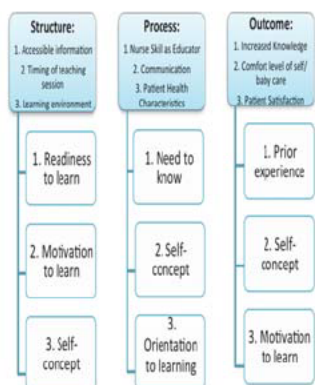 Structure:
1. Accessible information
2. Timing of teaching
session
3. Learning environment
1. Readiness
to learn
2. Motivation
to learn
3. Self-
concept
Process:
1. Nurse Skill as Educator
2. Communication
3. Patient Health
Characteristics
1. Need to
know
2. Self-
concept
3.
Orientation
to learning
Outcome:
1. Increased Knowledge
2. Comfort level of self/
baby care
3. Patient Satisfaction
1. Prior
experience
2. Self-
concept
3. Motivation
to learn